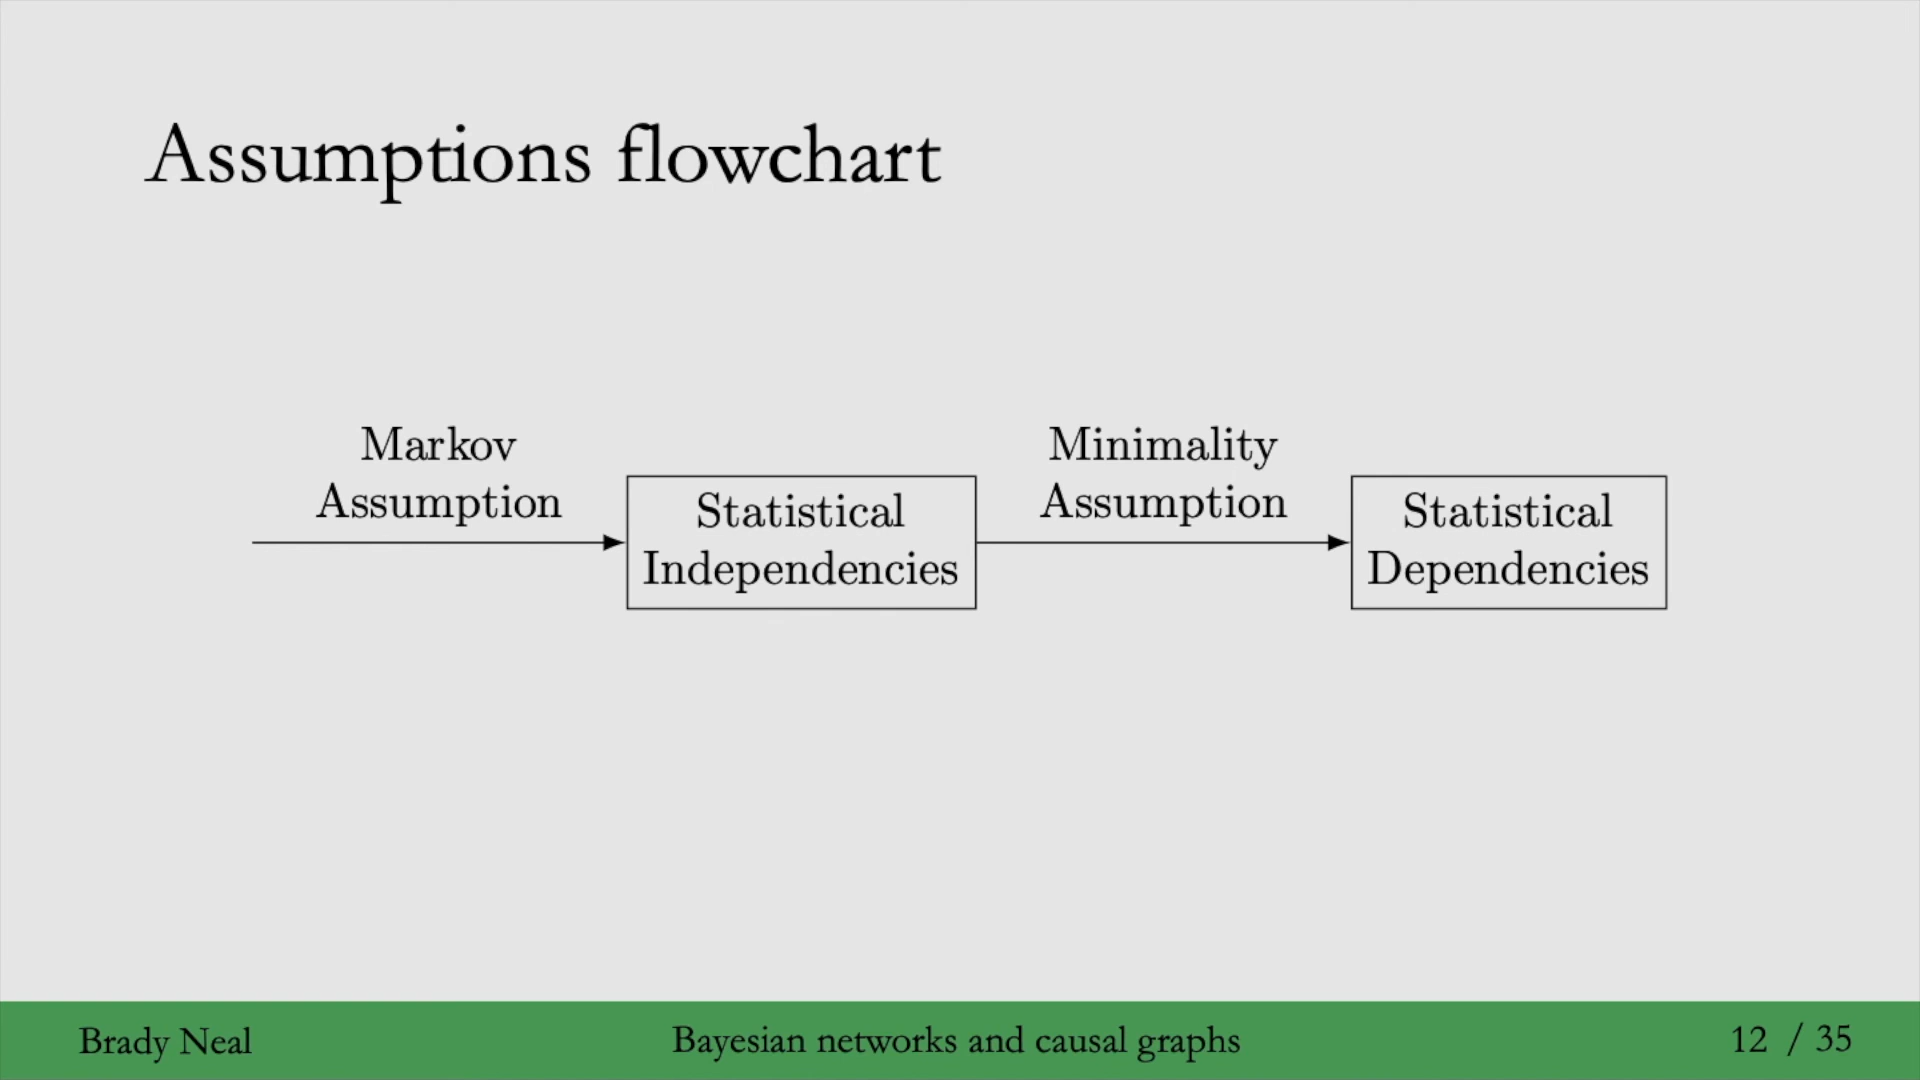 Assumptions flowchart
Markov
Assumption
Statistical
Independencies
Minimality
Assumption
Statistical
Dependencies
Brady Neal
Bayesian networks and causal graphs
12 / 35